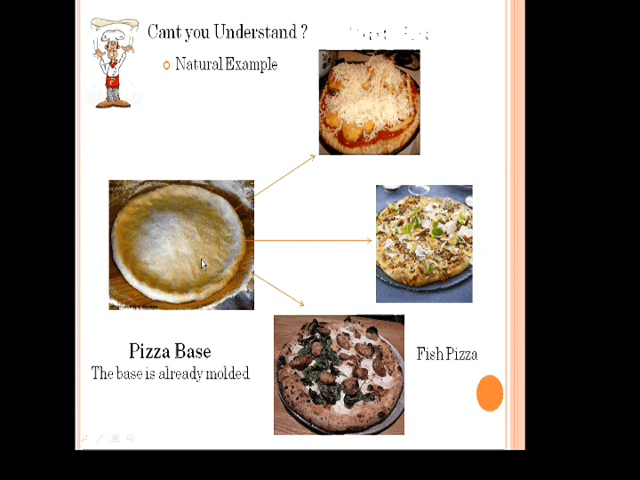 Cant you Understand ?
Natural Example
Pizza Base
The base is already molded
Fish Pizza